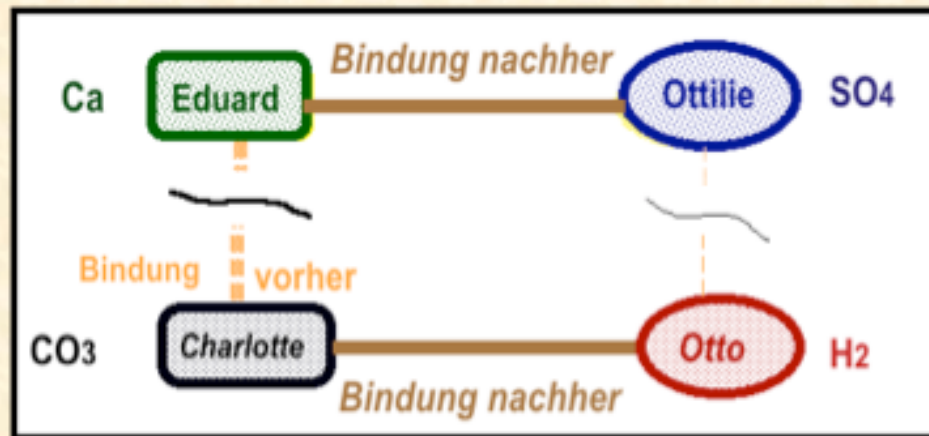 Bindung nachher
Ca Eduard Ottilie SO4
Bindung vorher
CO3 Charlotte Otto H2
Bindung nachher